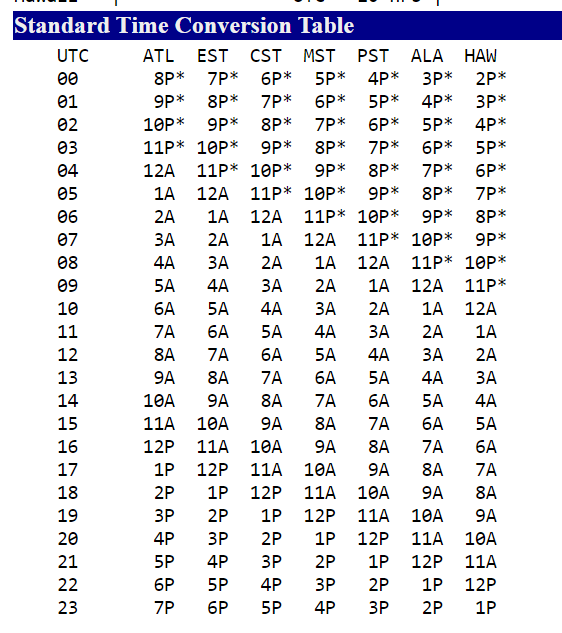 Standard Time Conversion Table
UTC ATL EST CST MST PST ALA HAW
00 8P* 7P* 6P* 5P* 4P* 3P* 2P*
01 9P* 8P* 7P* 6P* 5P* 4P* 3P*
02 10P* 9P* 8P* 7P* 6P* 5P* 4P*
03 11P* 10P* 9P* 8P* 7P* 6P* 5P*
04 12A 11P* 10P* 9P* 8P* 7P* 6P*
05 1A 12A 11P* 10P* 9P* 8P* 7P*
06 2A 1A 12A 11P* 10P* 9P* 8P*
07 3A 2A 1A 12A 11P* 10P* 9P*
08 4A 3A 2A 1A 12A 11P* 10P*
09 5A 4A 3A 2A 1A 12A 11P*
10 6A 5A 4A 3A 2A 1A 12A
11 7A 6A 5A 4A 3A 2A 1A
12 8A 7A 6A 5A 4A 3A 2A
13 9A 8A 7A 6A 5A 4A 3A
14 10A 9A 8A 7A 6A 5A 4A
15 11A 10A 9A 8A 7A 6A 5A
16 12P 11A 10A 9A 8A 7A 6A
17 1P 12P 11A 10A 9A 8A 7A
18 2P 1P 12P 11A 10A 9A 8A
19 3P 2P 1P 12P 11A 10A 9A
20 4P 3P 2P 1P 12P 11A 10A
21 5P 4P 3P 2P 1P 12P 11A
22 6P 5P 4P 3P 2P 1P 12P
23 7P 6P 5P 4P 3P 2P 1P